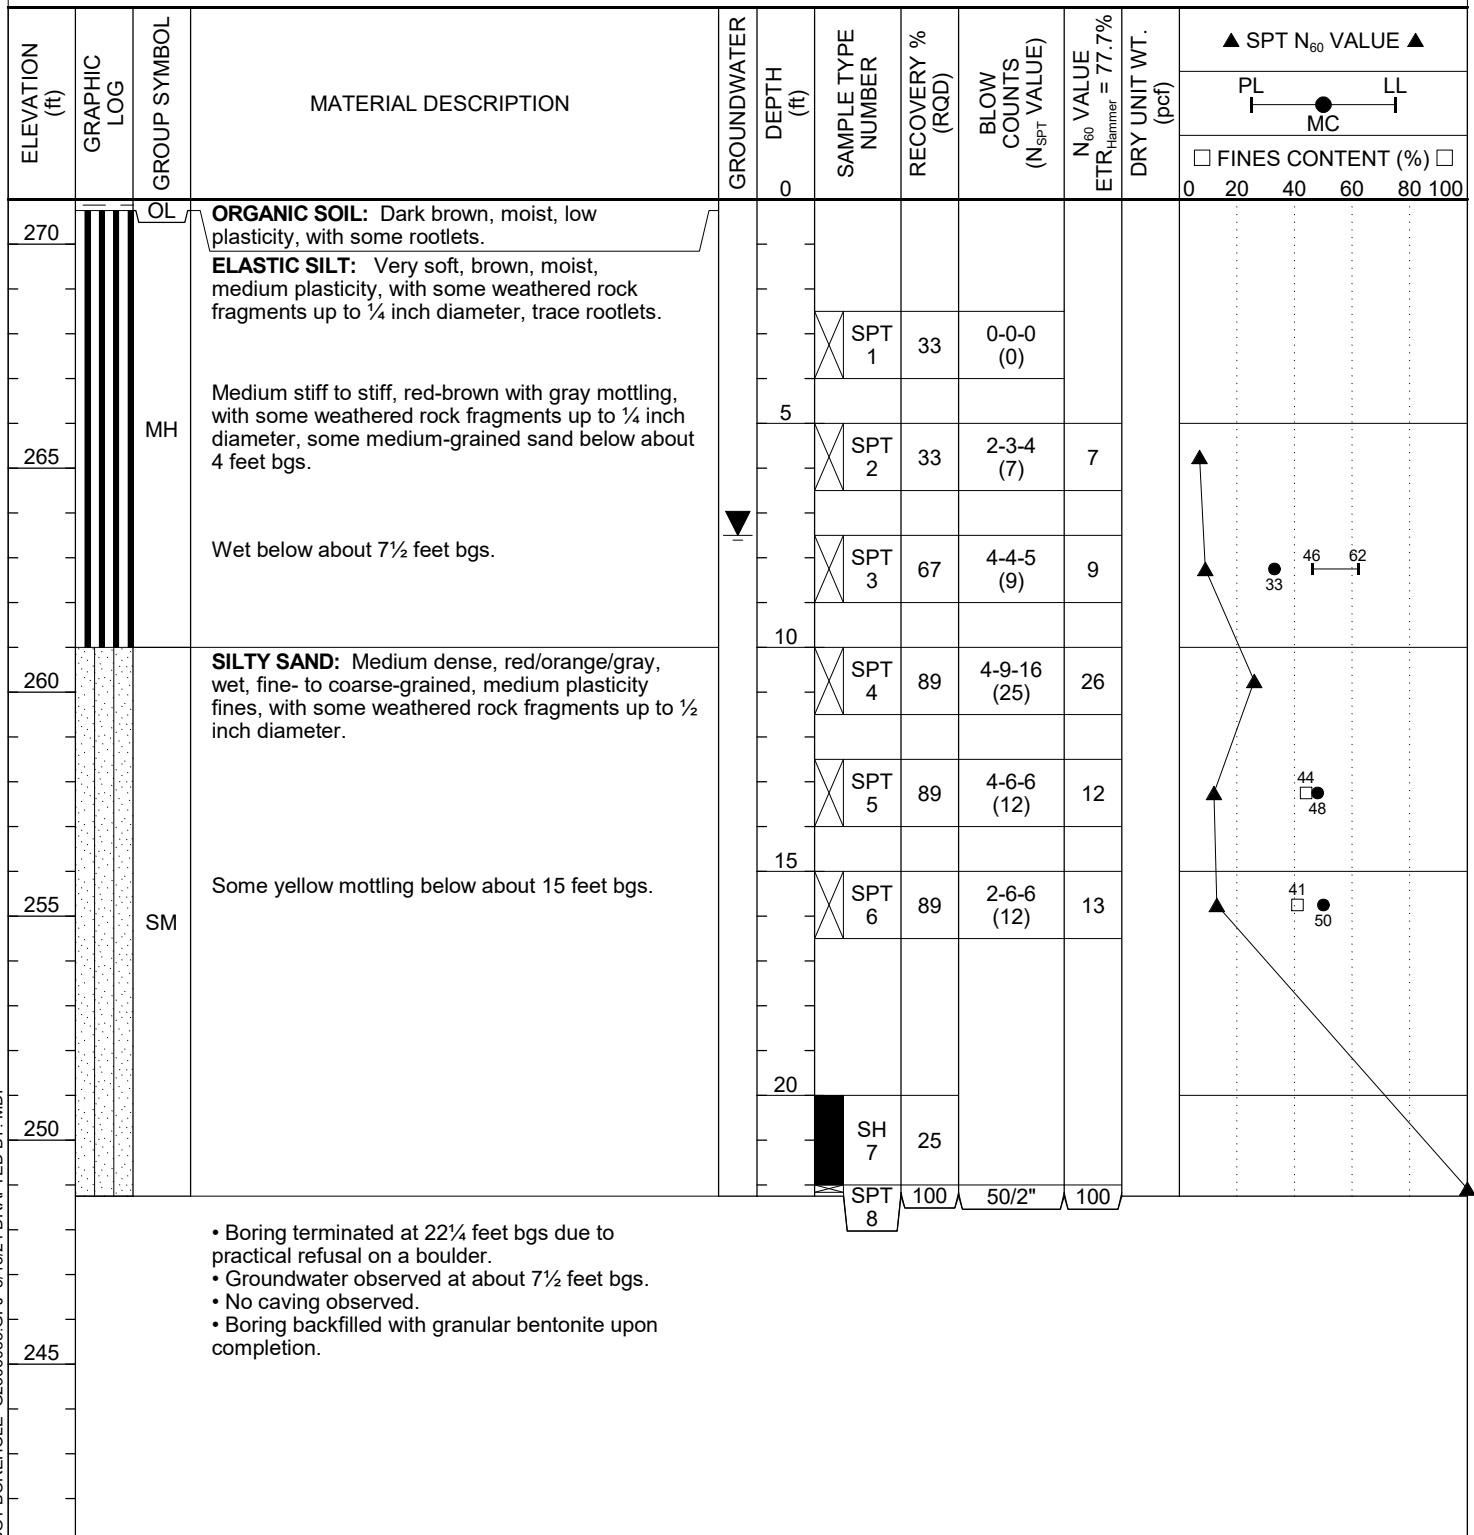 ELEVATION
(ft)
GRAPHIC
LOG
GROUP SYMBOL
MATERIAL DESCRIPTION
GROUNDWATER
DEPTH
(ft)
0
SAMPLE TYPE
NUMBER
RECOVERY %
(RQD)
BLOW
COUNTS
(N_SPT VALUE)
N60 VALUE
ETR_Hammer = 77.7%
DRY UNIT WT.
(pcf)
▲ SPT N60 VALUE ▲
PL LL
MC
□ FINES CONTENT (%) □
0 20 40 60 80 100
OL
ORGANIC SOIL: Dark brown, moist, low
plasticity, with some rootlets.
270
ELASTIC SILT: Very soft, brown, moist,
medium plasticity, with some weathered rock
fragments up to ¼ inch diameter, trace rootlets.
SPT
1
33
0-0-0
(0)
Medium stiff to stiff, red-brown with gray mottling,
with some weathered rock fragments up to ¼ inch
diameter, some medium-grained sand below about
4 feet bgs.
MH
5
265
SPT
2
33
2-3-4
(7)
7
Wet below about 7½ feet bgs.
SPT
3
67
4-4-5
(9)
9
46 62
33
10
SILTY SAND: Medium dense, red/orange/gray,
wet, fine- to coarse-grained, medium plasticity
fines, with some weathered rock fragments up to ½
inch diameter.
260
SPT
4
89
4-9-16
(25)
26
SPT
5
89
4-6-6
(12)
12
44
48
15
Some yellow mottling below about 15 feet bgs.
255
SM
SPT
6
89
2-6-6
(12)
13
41
50
20
250
SH
7
25
SPT
8
100
50/2"
100
• Boring terminated at 22¼ feet bgs due to
practical refusal on a boulder.
• Groundwater observed at about 7½ feet bgs.
• No caving observed.
• Boring backfilled with granular bentonite upon
completion.
245